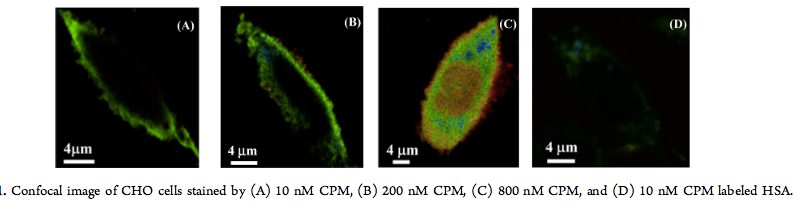 (A) (B) (C) (D)
4μm 4 μm 4 μm 4 μm
1. Confocal image of CHO cells stained by (A) 10 nM CPM, (B) 200 nM CPM, (C) 800 nM CPM, and (D) 10 nM CPM labeled HSA.